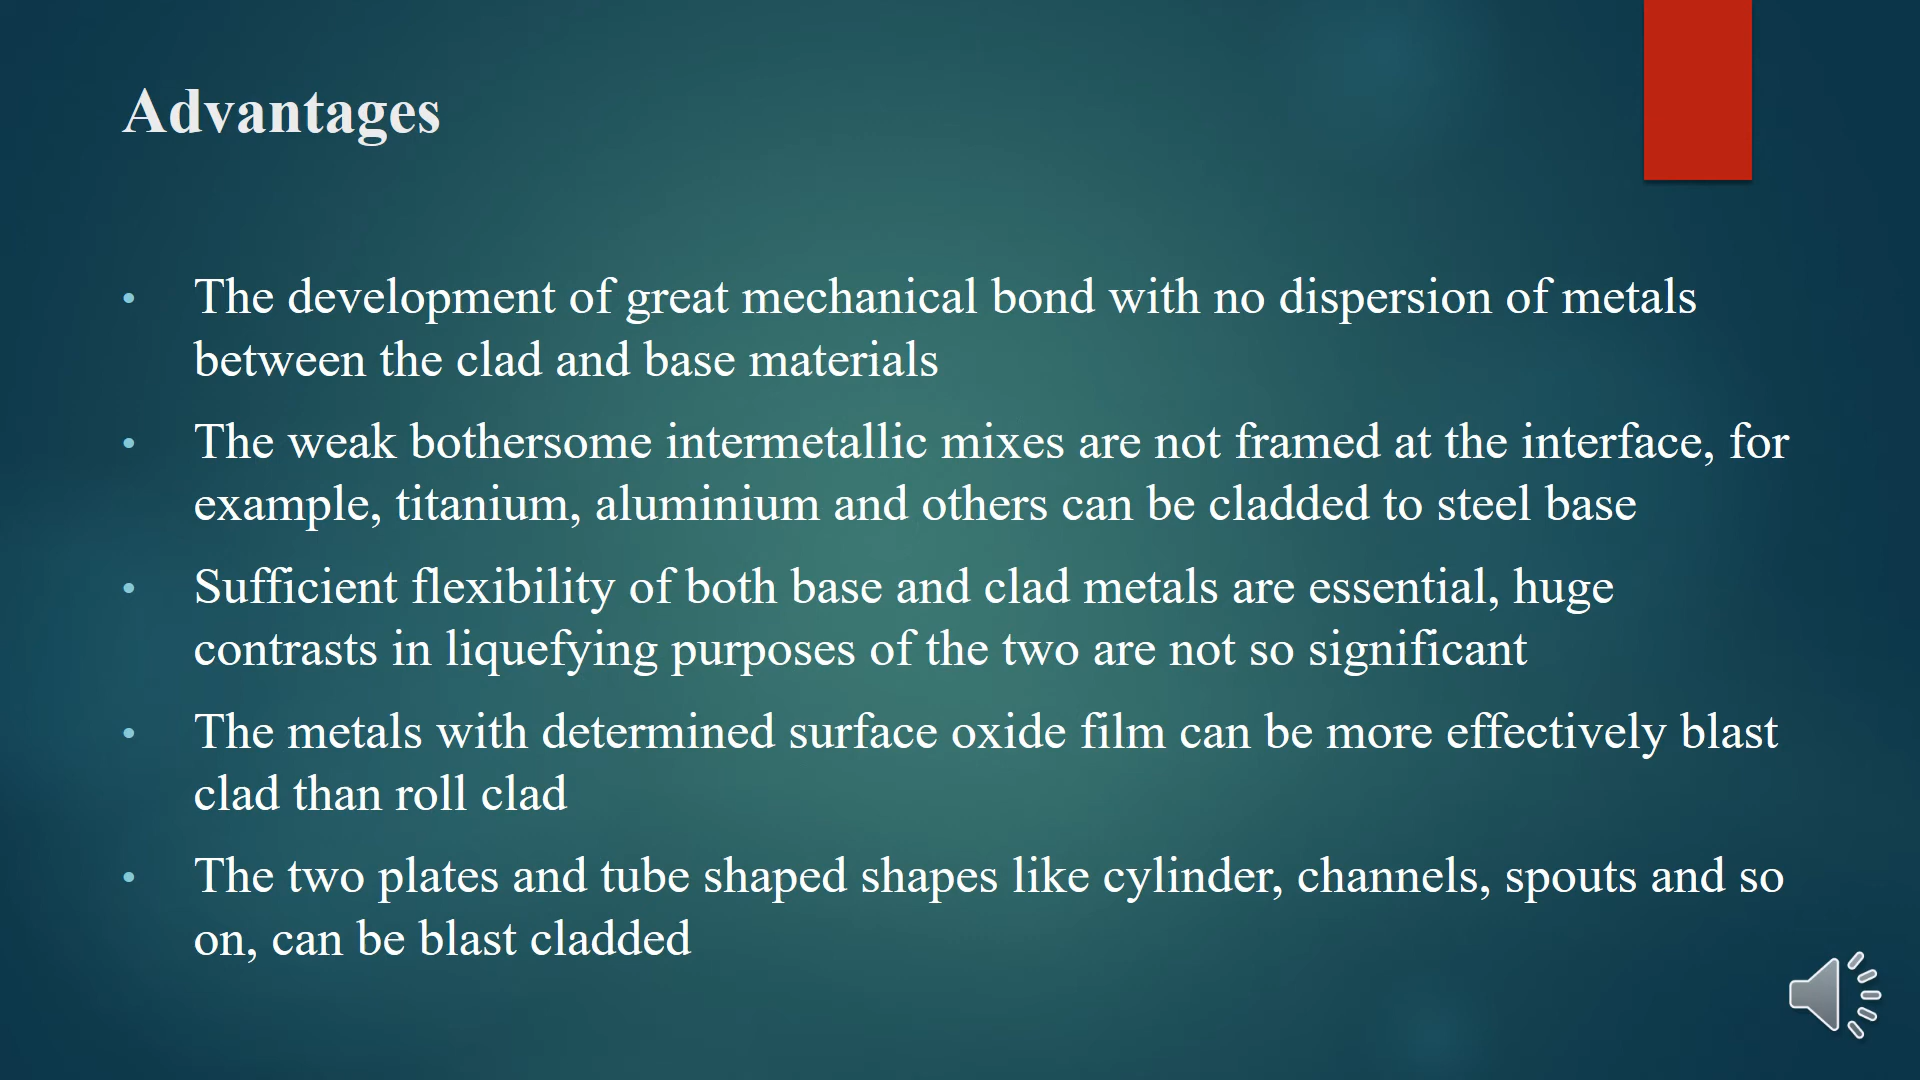 Advantages
• The development of great mechanical bond with no dispersion of metals
between the clad and base materials
• The weak bothersome intermetallic mixes are not framed at the interface, for
example, titanium, aluminium and others can be cladded to steel base
• Sufficient flexibility of both base and clad metals are essential, huge
contrasts in liquefying purposes of the two are not so significant
• The metals with determined surface oxide film can be more effectively blast
clad than roll clad
• The two plates and tube shaped shapes like cylinder, channels, spouts and so
on, can be blast cladded